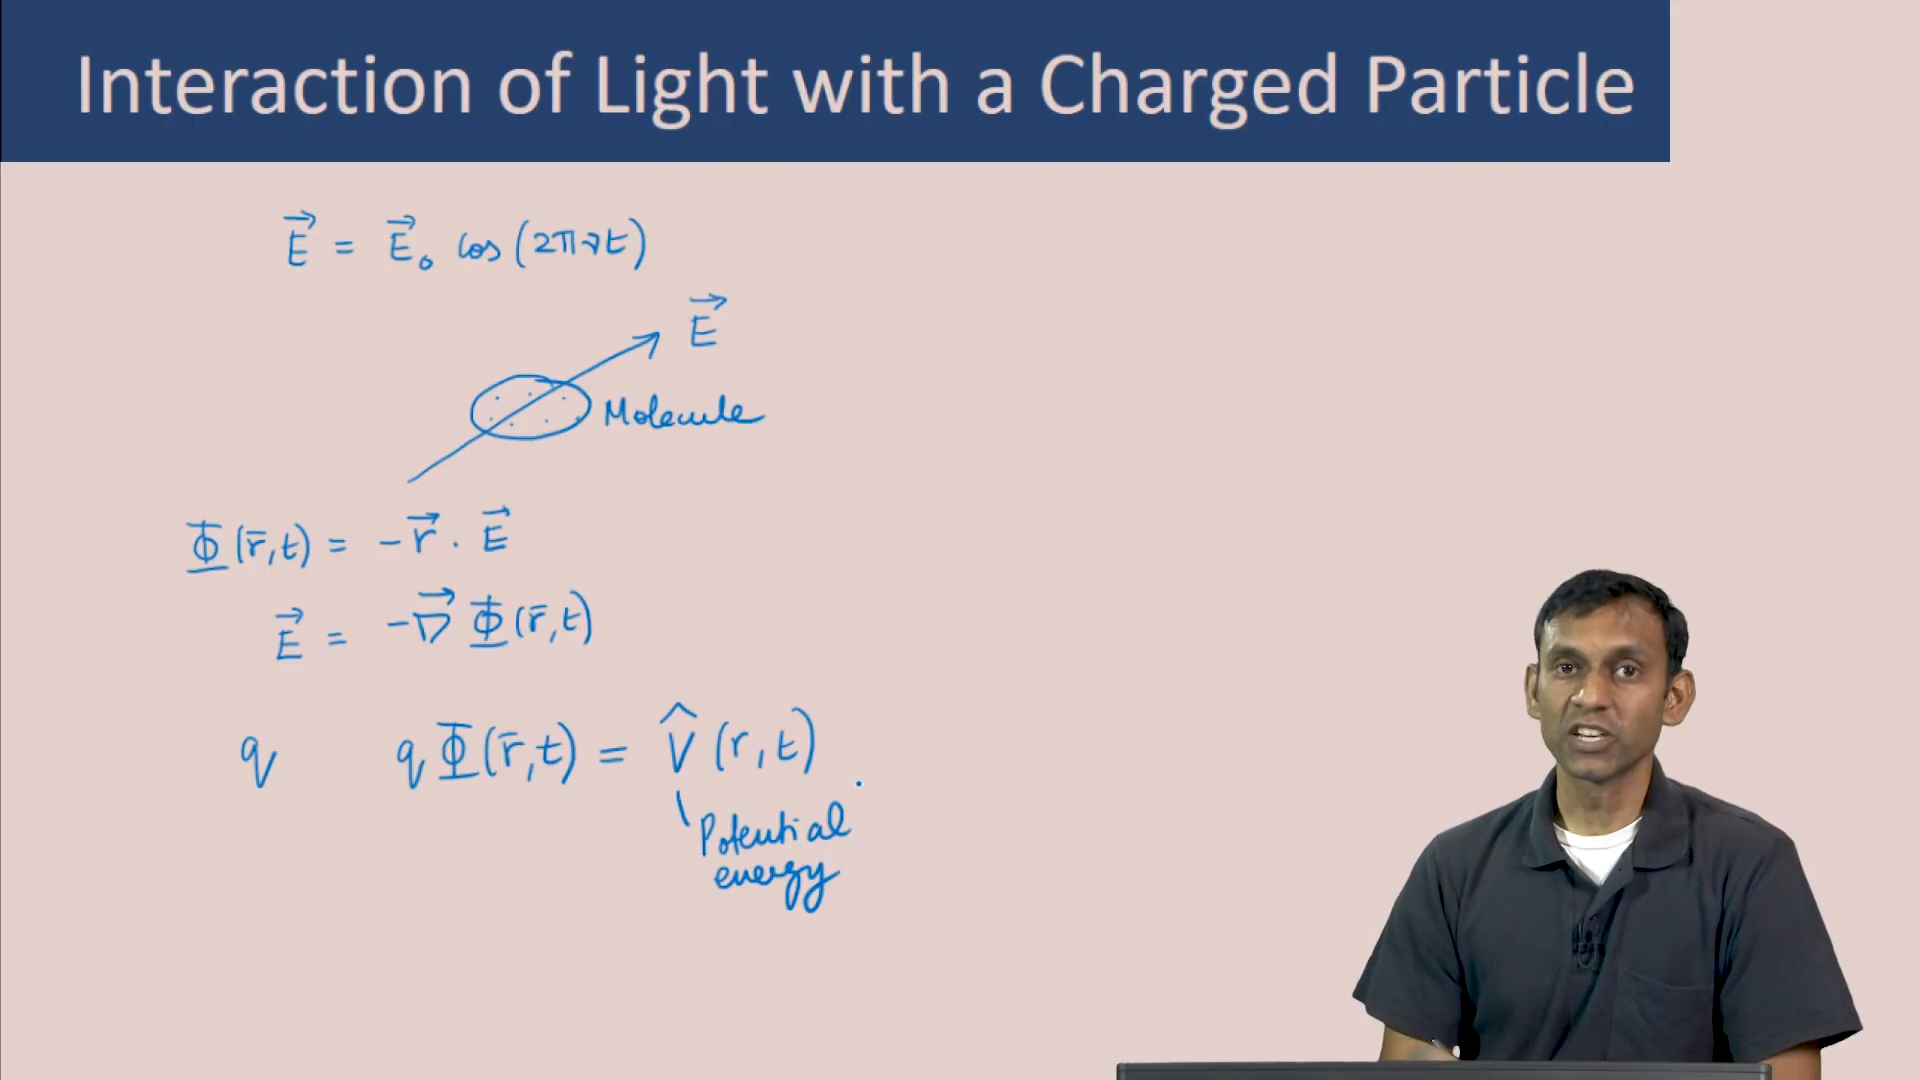 Interaction of Light with a Charged Particle
E⃗ = E⃗₀ cos (2πνt)
E⃗
Molecule
Φ(r̄,t) = -r⃗ . E⃗
E⃗ = -∇⃗ Φ(r̄,t)
q qΦ(r̄,t) = V̂(r,t)
Potential
energy